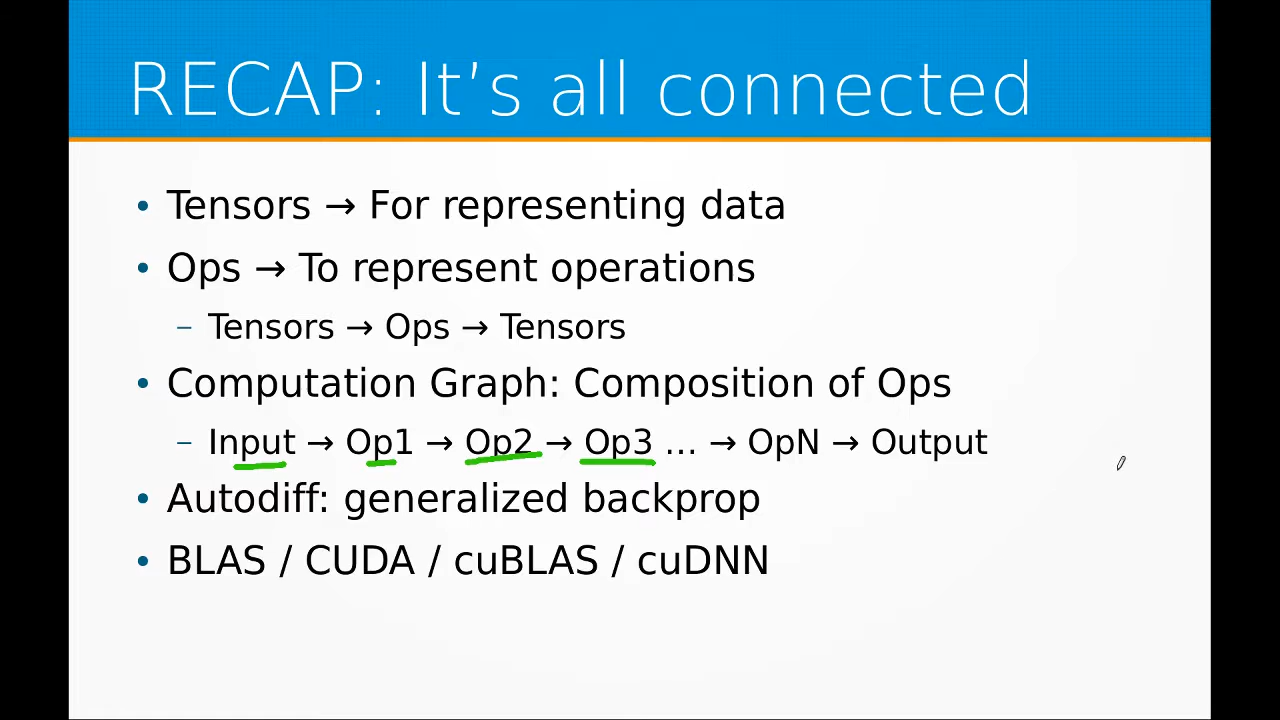 RECAP: It's all connected
• Tensors → For representing data
• Ops → To represent operations
– Tensors → Ops → Tensors
• Computation Graph: Composition of Ops
– Input → Op1 → Op2 → Op3 ... → OpN → Output
• Autodiff: generalized backprop
• BLAS / CUDA / cuBLAS / cuDNN